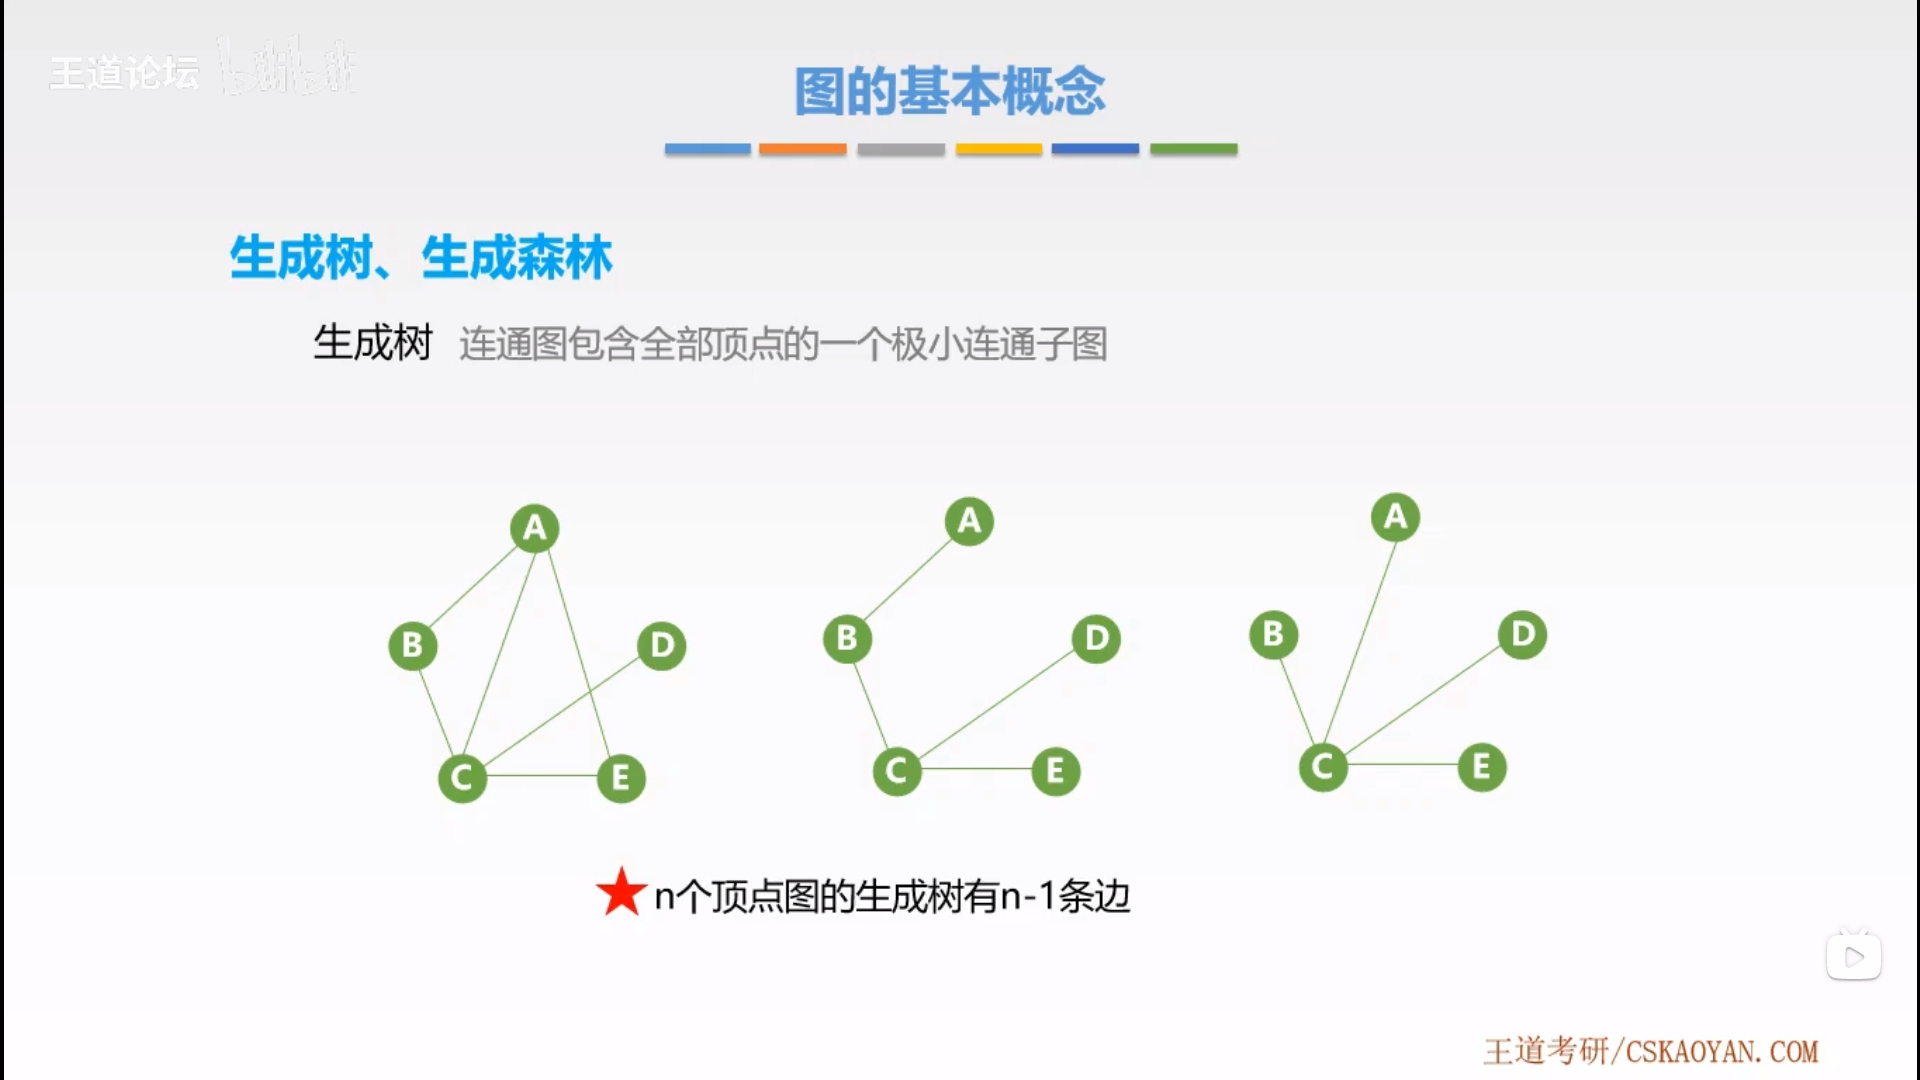 王道论坛 bilibili
图的基本概念
生成树、生成森林
生成树 连通图包含全部顶点的一个极小连通子图
A A A
B D B D B D
C E C E C E
n个顶点图的生成树有n-1条边
王道考研/CSKAOYAN.COM